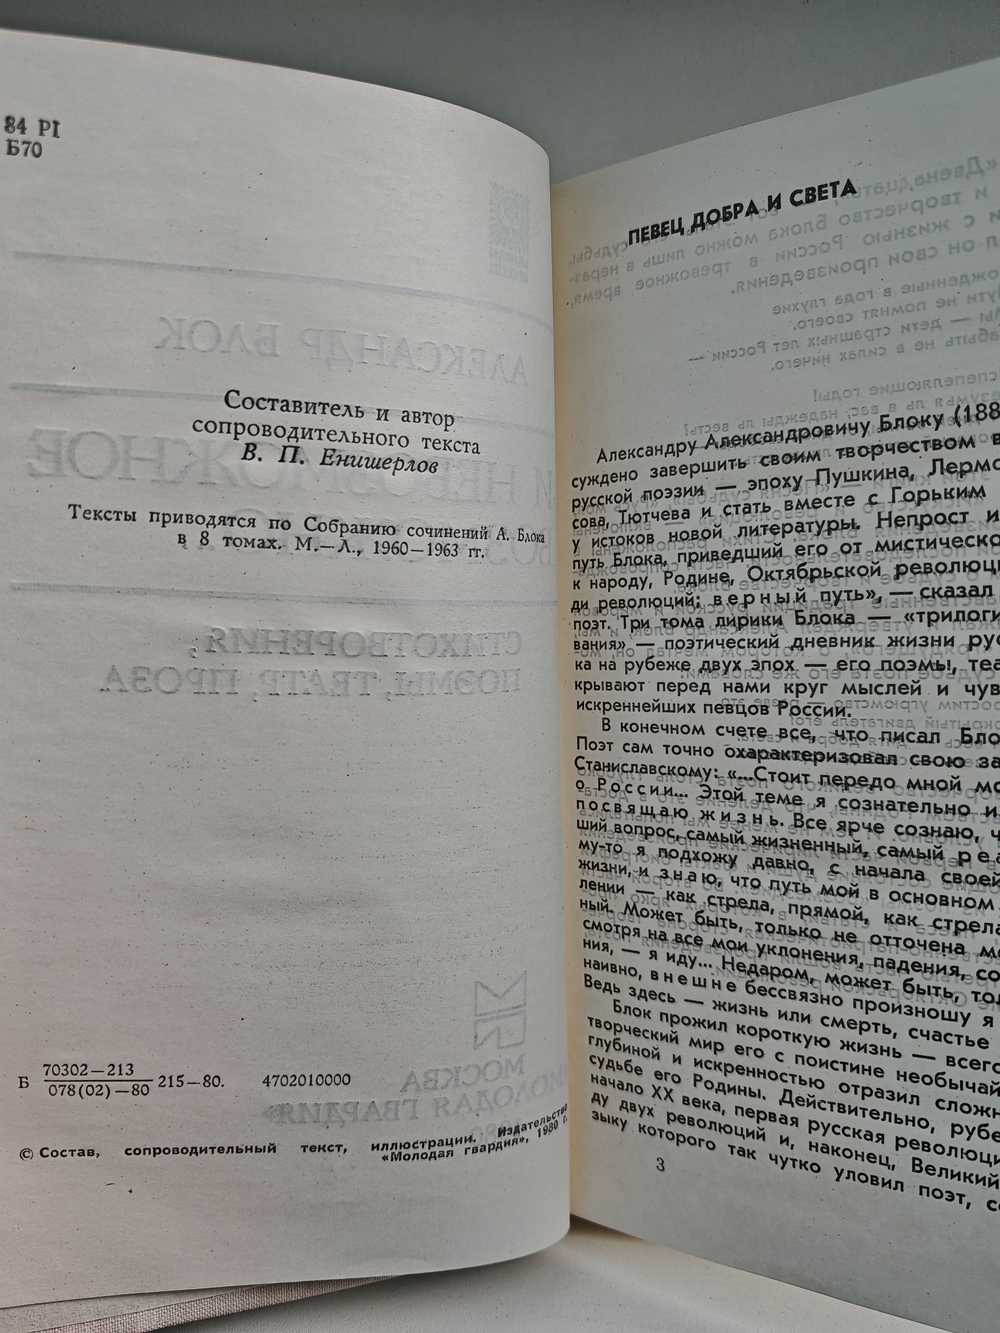 84 Р1
Б70
Составитель и автор
сопроводительного текста
В. П. Енишерлов
Тексты приводятся по Собранию сочинений А. Блока
в 8 томах. М.—Л., 1960—1963 гг.
Б 70302—213
078(02)—80 215—80. 4702010000
© Состав, сопроводительный текст, иллюстрации. Издательство
«Молодая гвардия», 1980 г.
ПЕВЕЦ ДОБРА И СВЕТА
Александру Александровичу Блоку (188
суждено завершить своим творчеством в
русской поэзии — эпоху Пушкина, Лермо
сова, Тютчева и стать вместе с Горьким
у истоков новой литературы. Непрост и
путь Блока, приведший его от мистическо
к народу, Родине, Октябрьской революци
ди революций; верный путь», — сказал
поэт. Три тома лирики Блока — «трилоги
вания» — поэтический дневник жизни рус
ка на рубеже двух эпох — его поэмы, теа
крывают перед нами круг мыслей и чув
искреннейших певцов России.
В конечном счете все, что писал Бло
Поэт сам точно охарактеризовал свою за
Станиславскому: «...Стоит передо мной мо
о России... Этой теме я сознательно и
посвящаю жизнь. Все ярче сознаю, ч
ший вопрос, самый жизненный, самый реа
му-то я подхожу давно, с начала своей
жизни, и знаю, что путь мой в основном
лении — как стрела, прямой, как стрела
ный. Может быть, только не отточена мо
смотря на все мои уклонения, падения, со
ния, — я иду... Недаром, может быть, тол
наивно, внешне бессвязно произношу я
Ведь здесь — жизнь или смерть, счастье
Блок прожил короткую жизнь — всего
творческий мир его с поистине необычай
глубиной и искренностью отразил сложн
судьбе его Родины. Действительно, рубе
начало XX века, первая русская революци
ду двух революций и, наконец, Великий
зыку которого так чутко уловил поэт, со
3